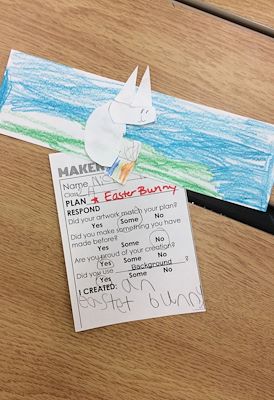 MAKER
Name
Class 2A
PLAN ★ Easter Bunny
RESPOND
Did your artwork match your plan?
Yes Some No
Did you make something you have
made before?
Yes Some No
Are you proud of your creation?
Yes Some No
Did you use Background ?
Yes Some No
I CREATED: an
easter bunny